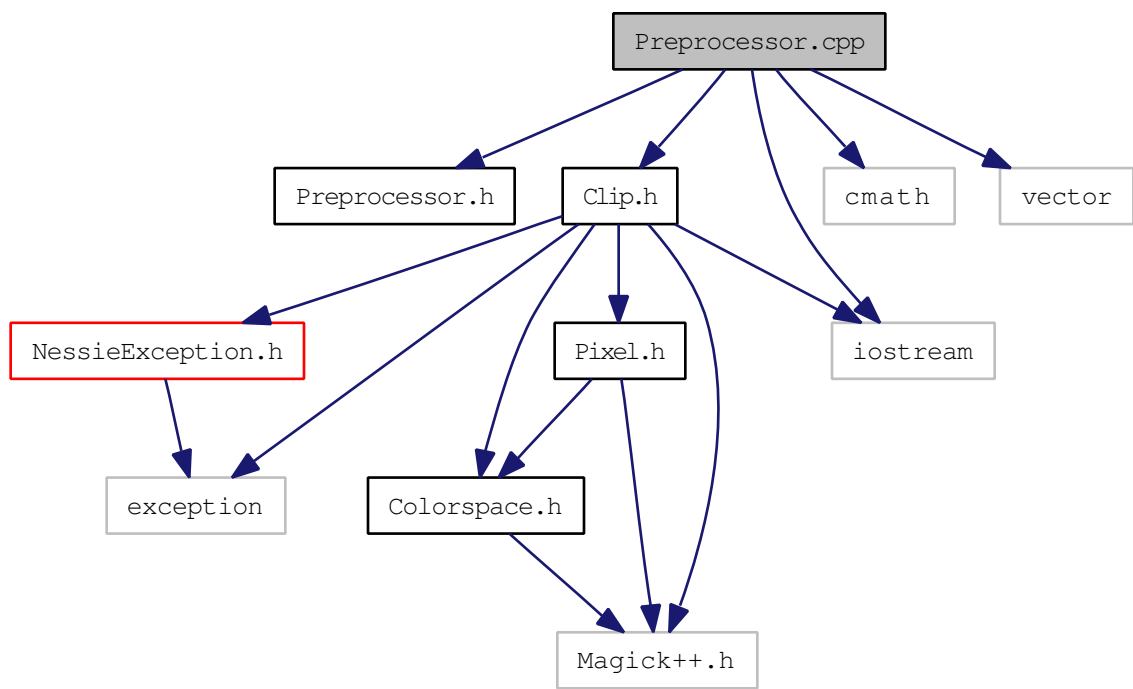 Preprocessor.cpp
Preprocessor.h
Clip.h
cmath
vector
NessieException.h
Pixel.h
iostream
exception
Colorspace.h
Magick++.h